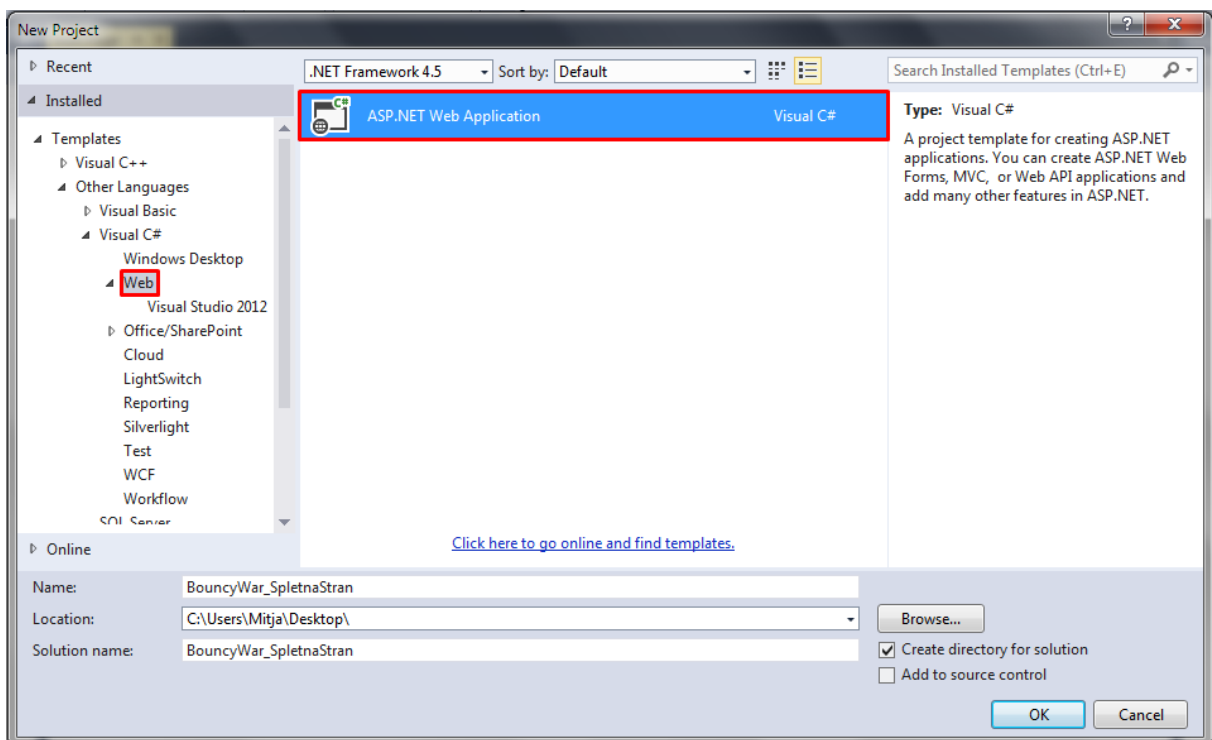 New Project
Recent
.NET Framework 4.5
Sort by:
Default
Search Installed Templates (Ctrl+E)
Installed
Templates
Visual C++
Other Languages
Visual Basic
Visual C#
Windows Desktop
Web
Visual Studio 2012
Office/SharePoint
Cloud
LightSwitch
Reporting
Silverlight
Test
WCF
Workflow
SQL Server
Online
C#
ASP.NET Web Application
Visual C#
Click here to go online and find templates.
Type: Visual C#
A project template for creating ASP.NET
applications. You can create ASP.NET Web
Forms, MVC, or Web API applications and
add many other features in ASP.NET.
Name:
BouncyWar_SpletnaStran
Location:
C:\Users\Mitja\Desktop\
Browse...
Solution name:
BouncyWar_SpletnaStran
Create directory for solution
Add to source control
OK
Cancel